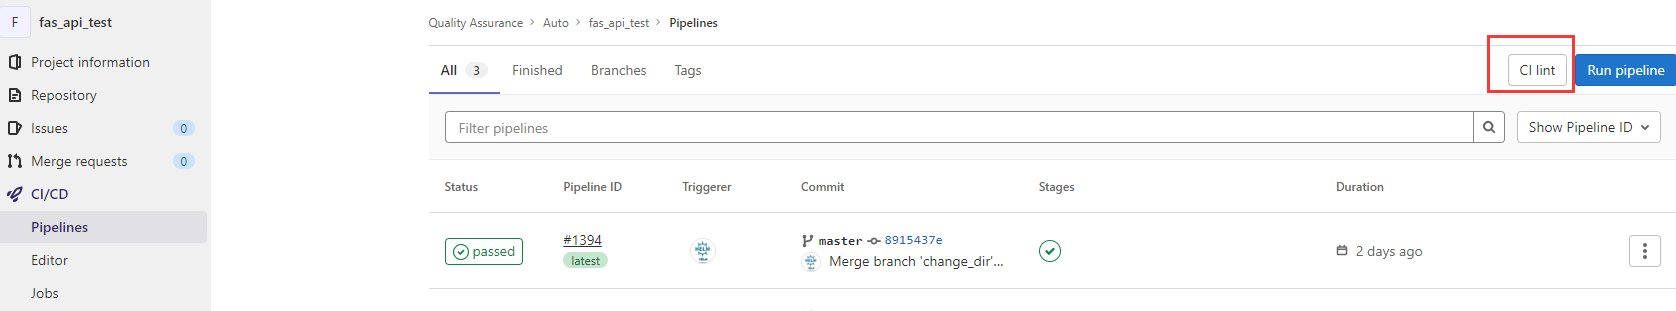 F fas_api_test
Project information
Repository
Issues 0
Merge requests 0
CI/CD
Pipelines
Editor
Jobs
Quality Assurance > Auto > fas_api_test > Pipelines
All 3 Finished Branches Tags CI lint Run pipeline
Filter pipelines Show Pipeline ID
Status Pipeline ID Triggerer Commit Stages Duration
passed #1394 HELM master 8915437e 2 days ago
latest Merge branch 'change_dir'...